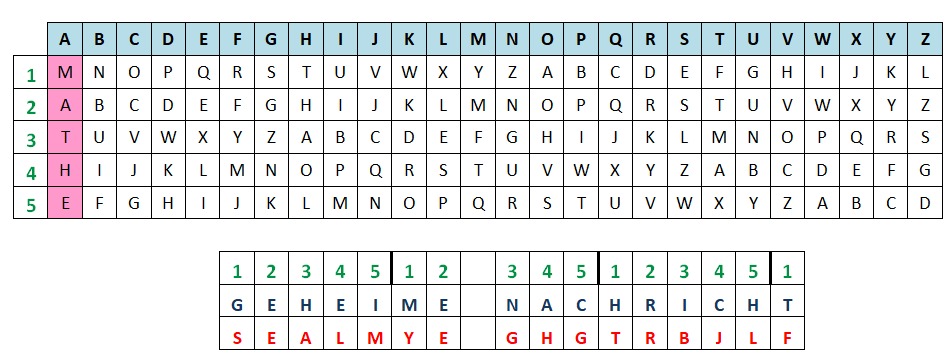 A B C D E F G H I J K L M N O P Q R S T U V W X Y Z
1 M N O P Q R S T U V W X Y Z A B C D E F G H I J K L
2 A B C D E F G H I J K L M N O P Q R S T U V W X Y Z
3 T U V W X Y Z A B C D E F G H I J K L M N O P Q R S
4 H I J K L M N O P Q R S T U V W X Y Z A B C D E F G
5 E F G H I J K L M N O P Q R S T U V W X Y Z A B C D
1 2 3 4 5 1 2 3 4 5 1 2 3 4 5 1
G E H E I M E N A C H R I C H T
S E A L M Y E G H G T R B J L F